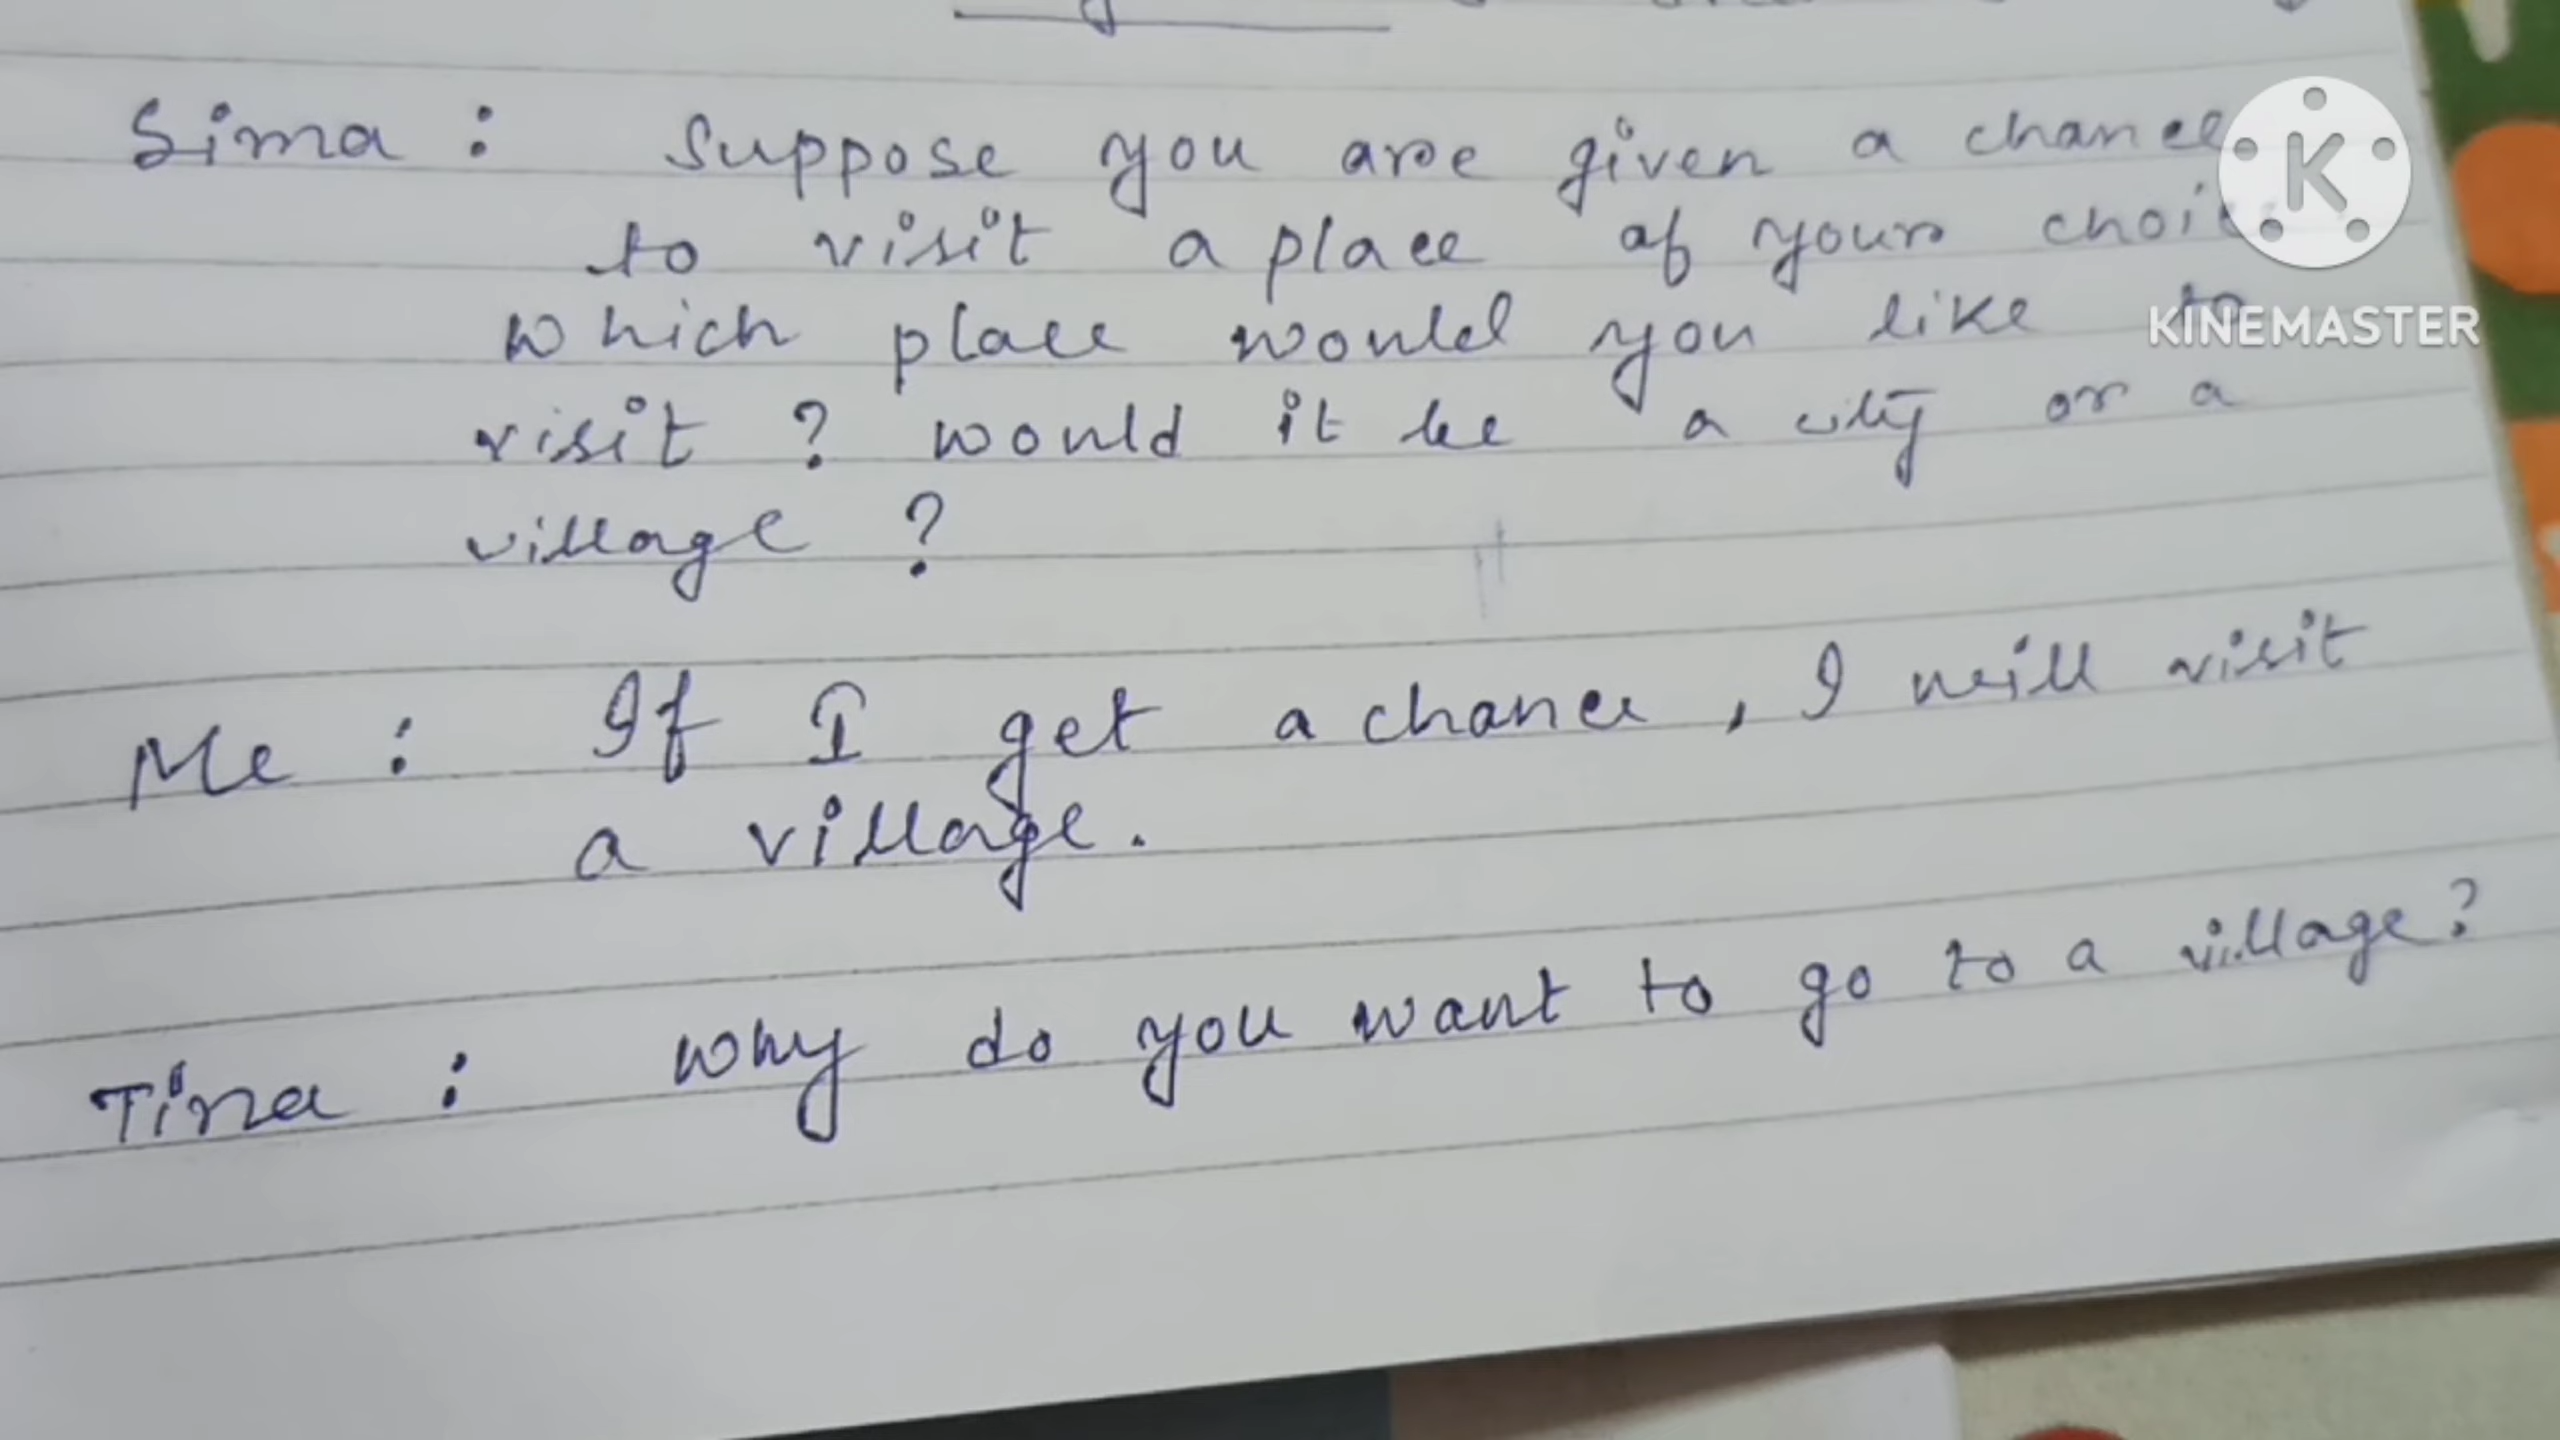 Sima : Suppose you are given a chance
to visit a place of your
which place would you like to
visit ? would it be a city or a
village ?
Me : If I get a chance, I will visit
a village.
Tina : why do you want to go to a village?
K
KINEMASTER